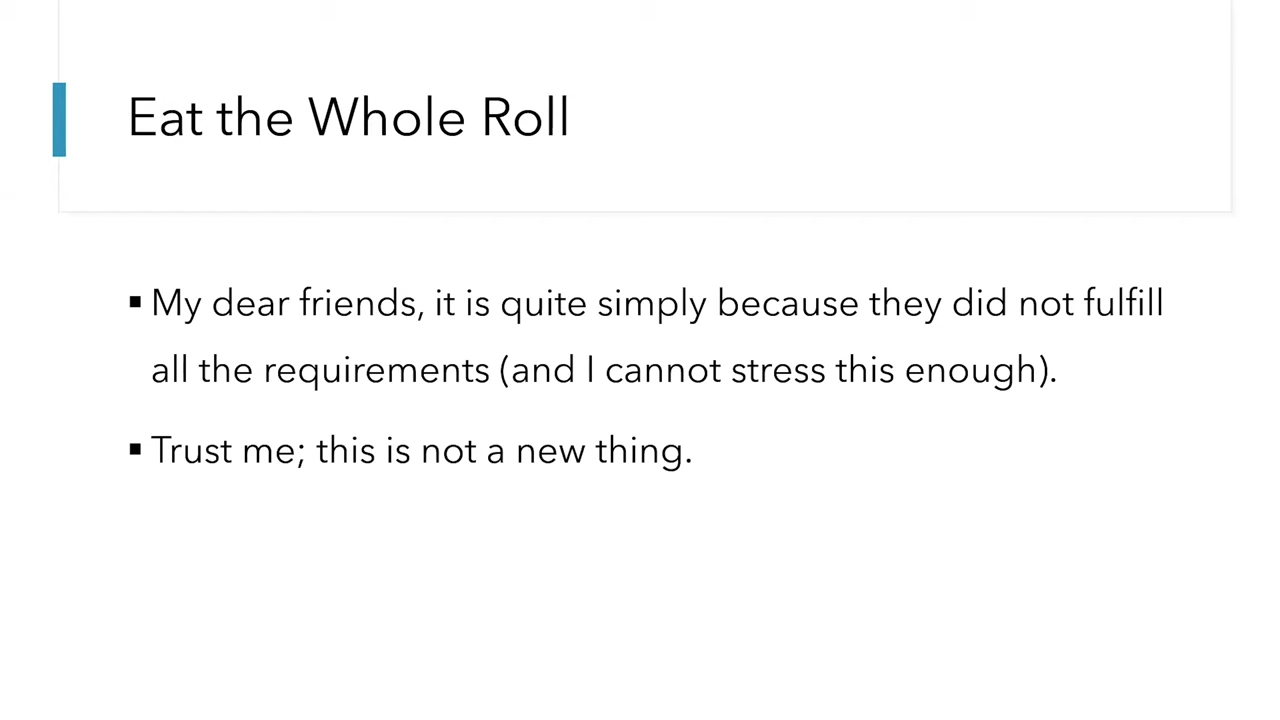 Eat the Whole Roll
▪ My dear friends, it is quite simply because they did not fulfill
all the requirements (and I cannot stress this enough).
▪ Trust me; this is not a new thing.